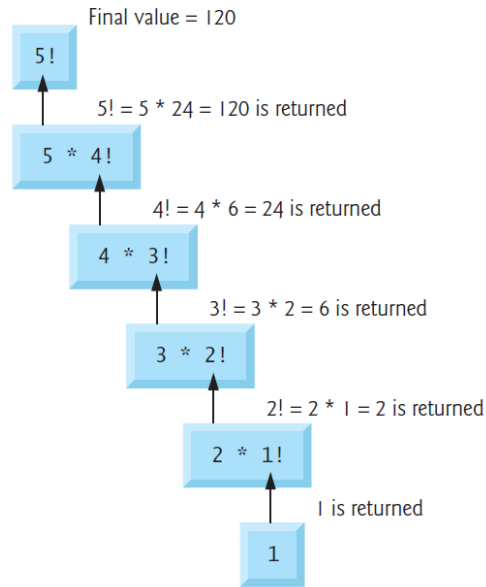 Final value = 120
5!
5! = 5 * 24 = 120 is returned
5 * 4!
4! = 4 * 6 = 24 is returned
4 * 3!
3! = 3 * 2 = 6 is returned
3 * 2!
2! = 2 * 1 = 2 is returned
2 * 1!
1 is returned
1